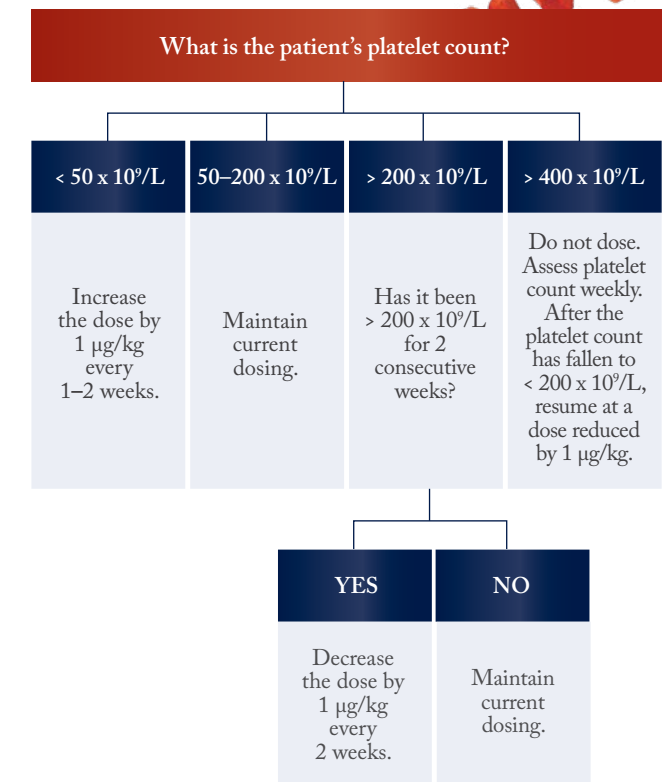 What is the patient’s platelet count?
< 50 x 10⁹/L
50–200 x 10⁹/L
> 200 x 10⁹/L
> 400 x 10⁹/L
Increase
the dose by
1 µg/kg
every
1–2 weeks.
Maintain
current
dosing.
Has it been
> 200 x 10⁹/L
for 2
consecutive
weeks?
Do not dose.
Assess platelet
count weekly.
After the
platelet count
has fallen to
< 200 x 10⁹/L,
resume at a
dose reduced
by 1 µg/kg.
YES
NO
Decrease
the dose by
1 µg/kg
every
2 weeks.
Maintain
current
dosing.